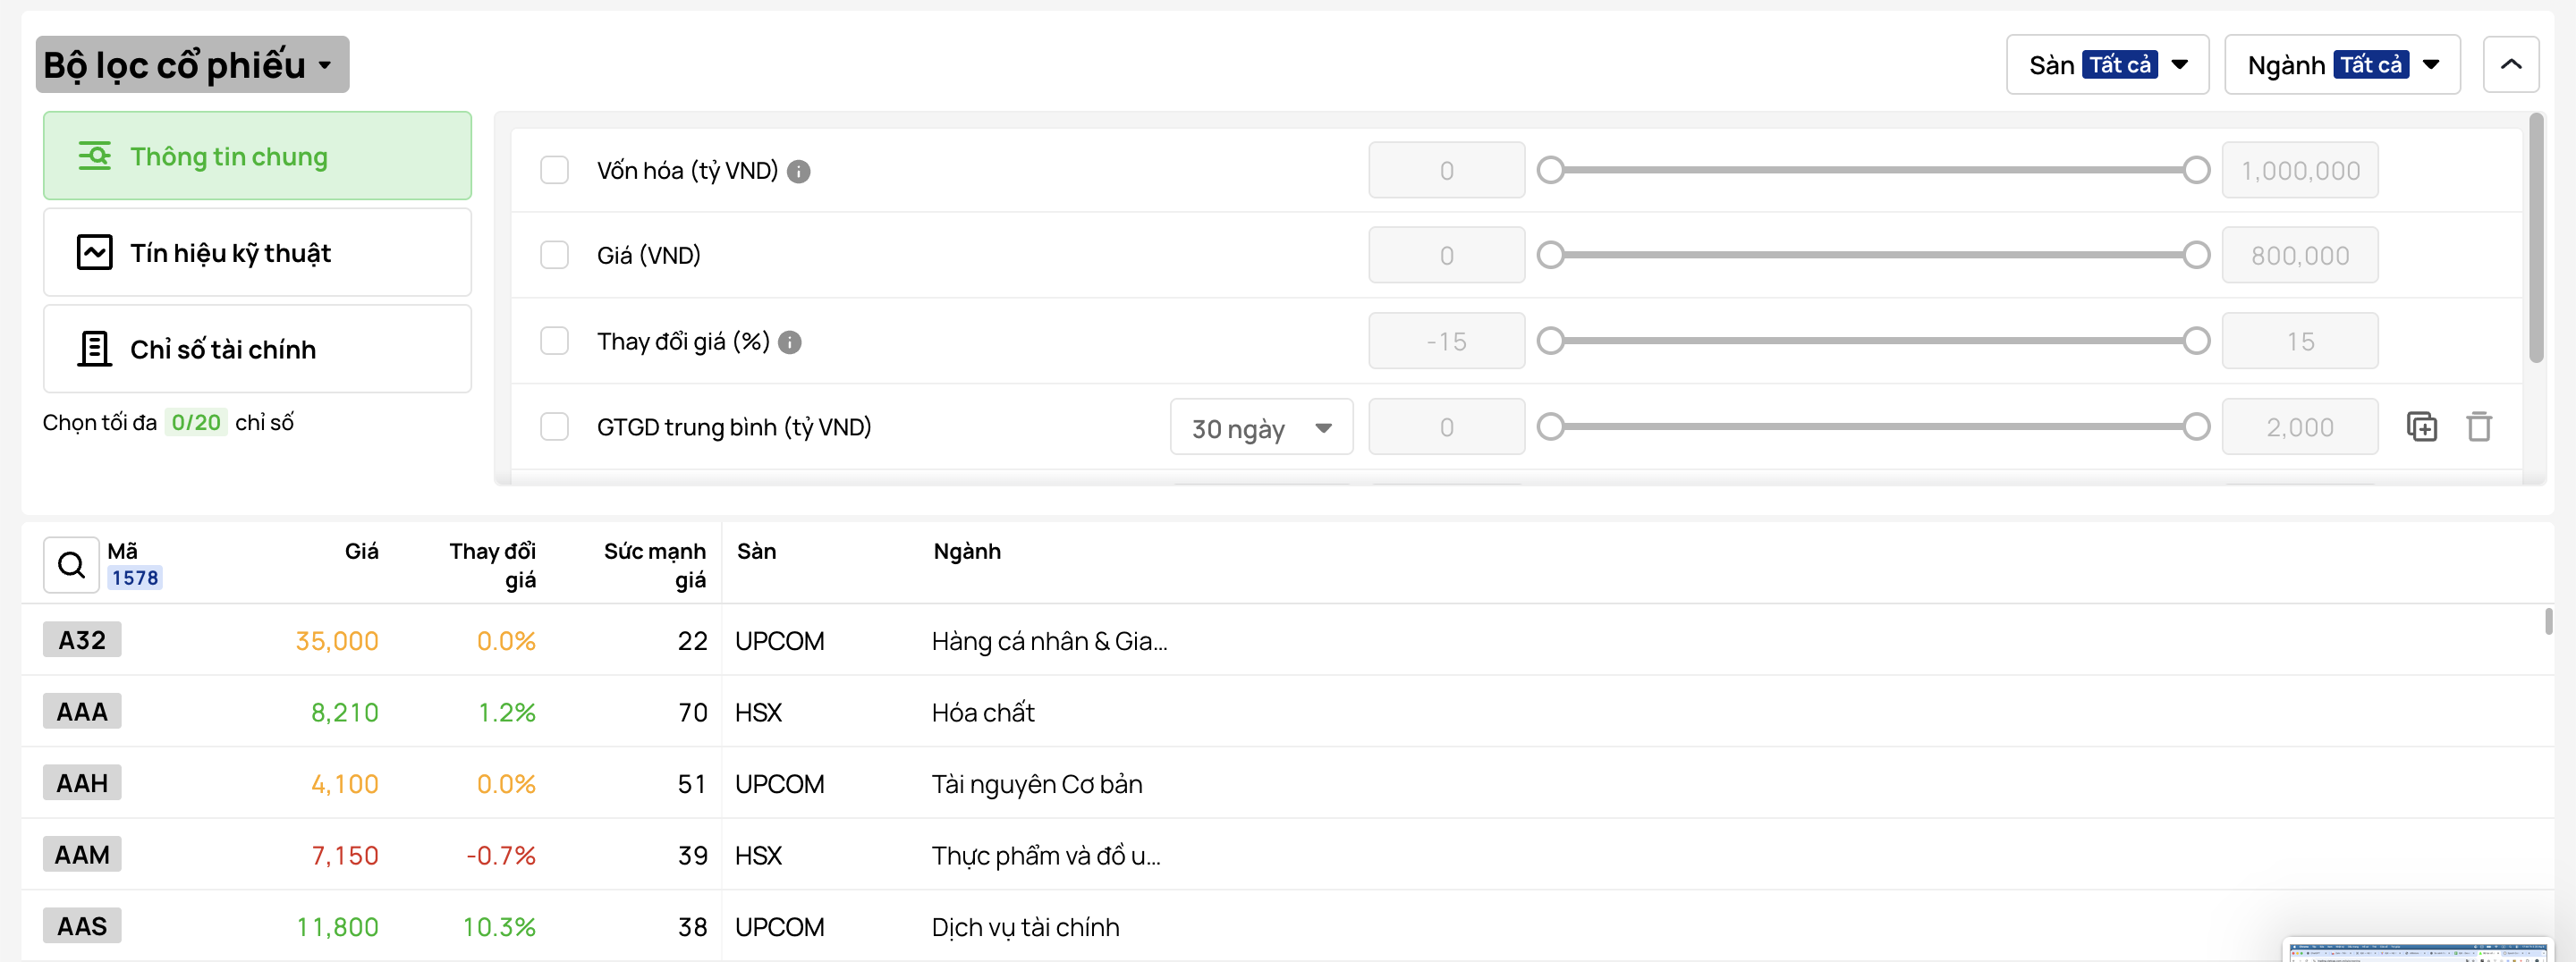 Bộ lọc cổ phiếu
Sàn Tất cả
Ngành Tất cả
Thông tin chung
Tín hiệu kỹ thuật
Chỉ số tài chính
Chọn tối đa 0/20 chỉ số
Vốn hóa (tỷ VND) 0 1,000,000
Giá (VND) 0 800,000
Thay đổi giá (%) -15 15
GTGD trung bình (tỷ VND) 30 ngày 0 2,000
Mã 1578 Giá Thay đổi giá Sức mạnh giá Sàn Ngành
A32 35,000 0.0% 22 UPCOM Hàng cá nhân & Gia...
AAA 8,210 1.2% 70 HSX Hóa chất
AAH 4,100 0.0% 51 UPCOM Tài nguyên Cơ bản
AAM 7,150 -0.7% 39 HSX Thực phẩm và đồ u...
AAS 11,800 10.3% 38 UPCOM Dịch vụ tài chính